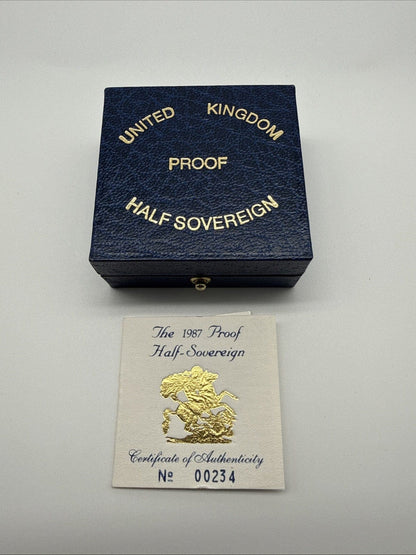 UNITED KINGDOM
PROOF
HALF SOVEREIGN
The 1987 Proof
Half-Sovereign
Certificate of Authenticity
No 00234